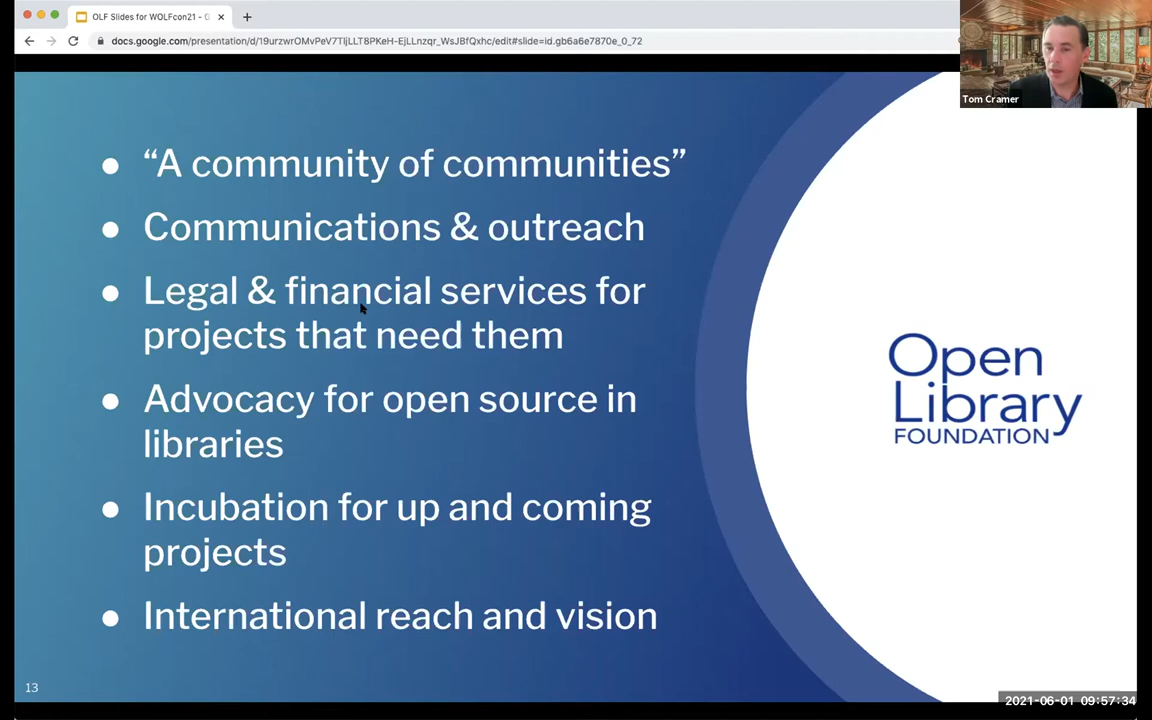 OLF Slides for WOLFcon21 - G
docs.google.com/presentation/d/19urzwrOMvPeV7TljLLT8PKeH-EjLLnzqr_WsJBfQxhc/edit#slide=id.gb6a6e7870e_0_72
Tom Cramer
“A community of communities”
Communications & outreach
Legal & financial services for
projects that need them
Advocacy for open source in
libraries
Incubation for up and coming
projects
International reach and vision
Open
Library
FOUNDATION
13
2021-06-01 09:57:34